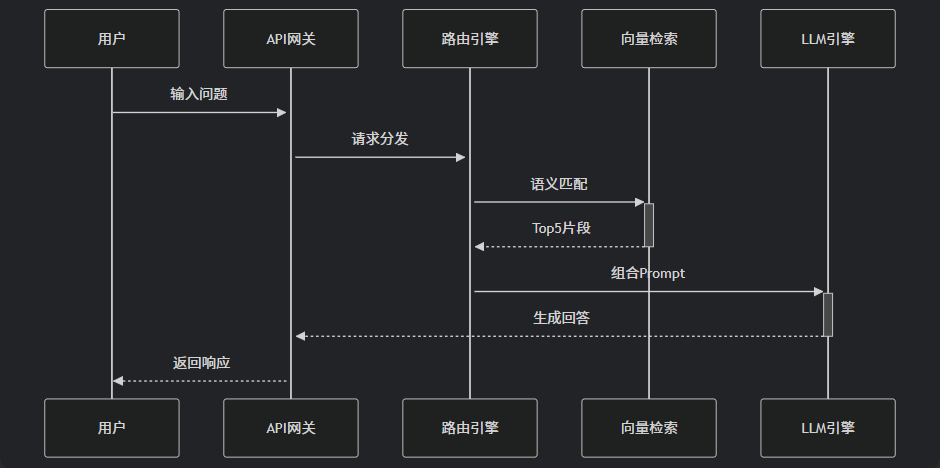 用户
API网关
路由引擎
向量检索
LLM引擎
输入问题
请求分发
语义匹配
Top5片段
组合Prompt
生成回答
返回响应
用户
API网关
路由引擎
向量检索
LLM引擎